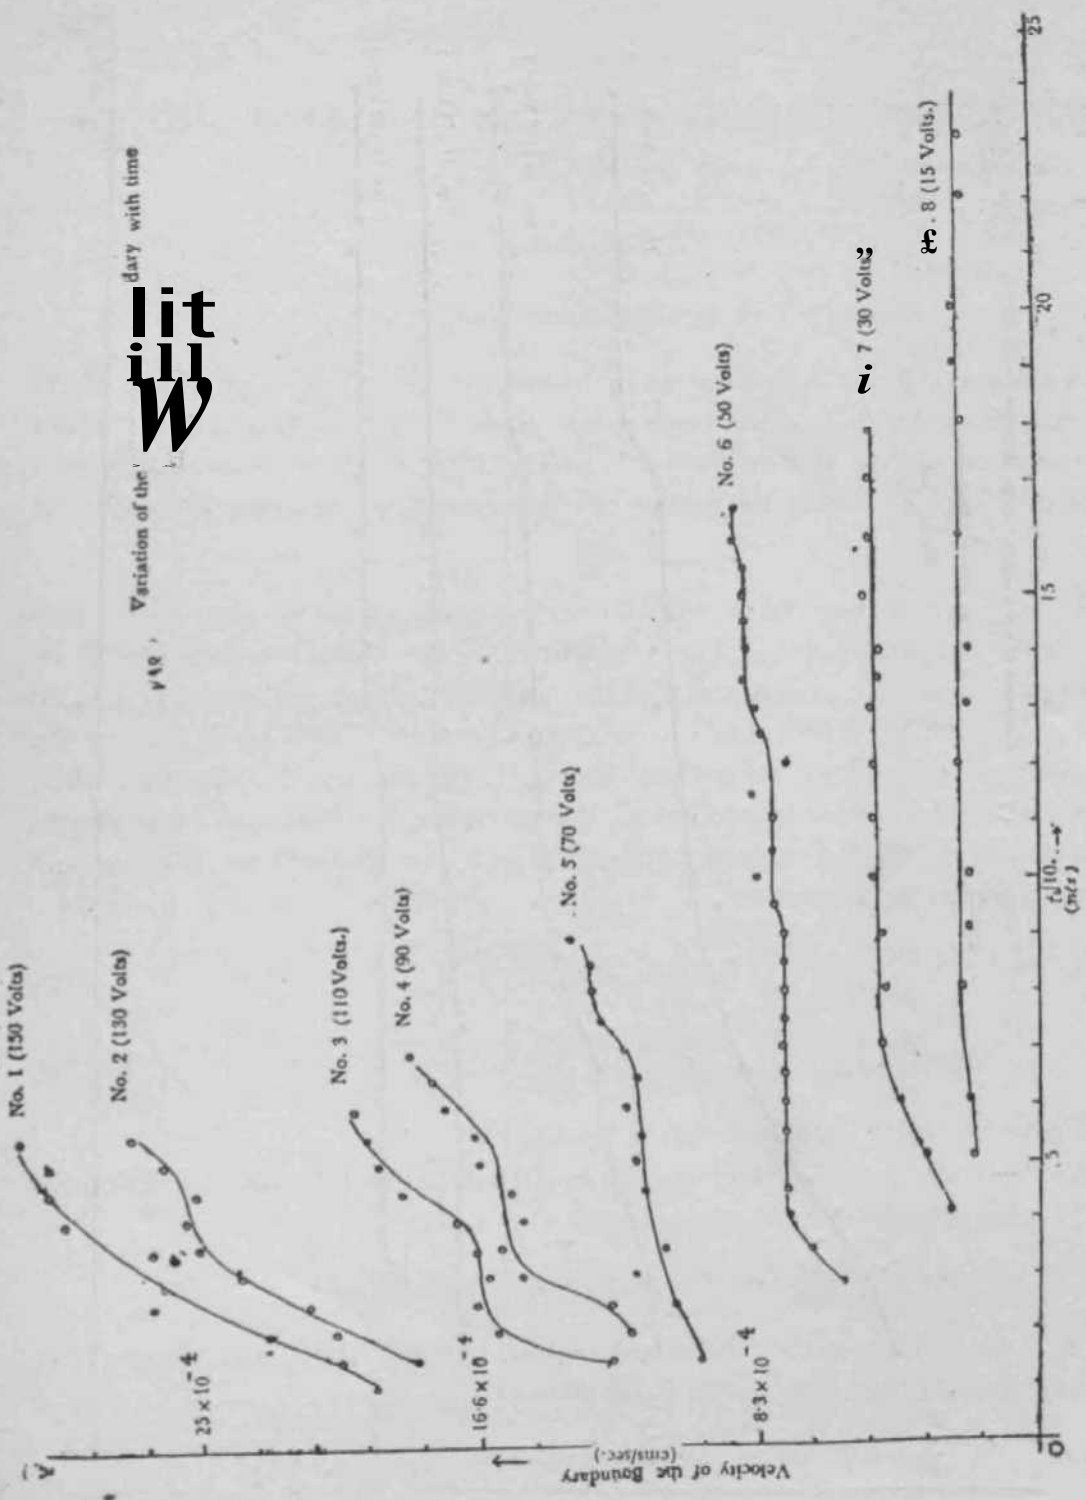 Variation of the
dary with time
lit
ill
W
No. 1 (150 Volts)
No. 2 (130 Volts)
No. 3 (110 Volts.)
No. 4 (90 Volts)
No. 5 (70 Volts)
No. 6 (50 Volts)
i 7 (30 Volts „
£ . 8 (15 Volts.)
25×10-4
16·6×10-4
8·3×10-4
Velocity of the Boundary
(cms/sec.)
O
5
10
15
20
25